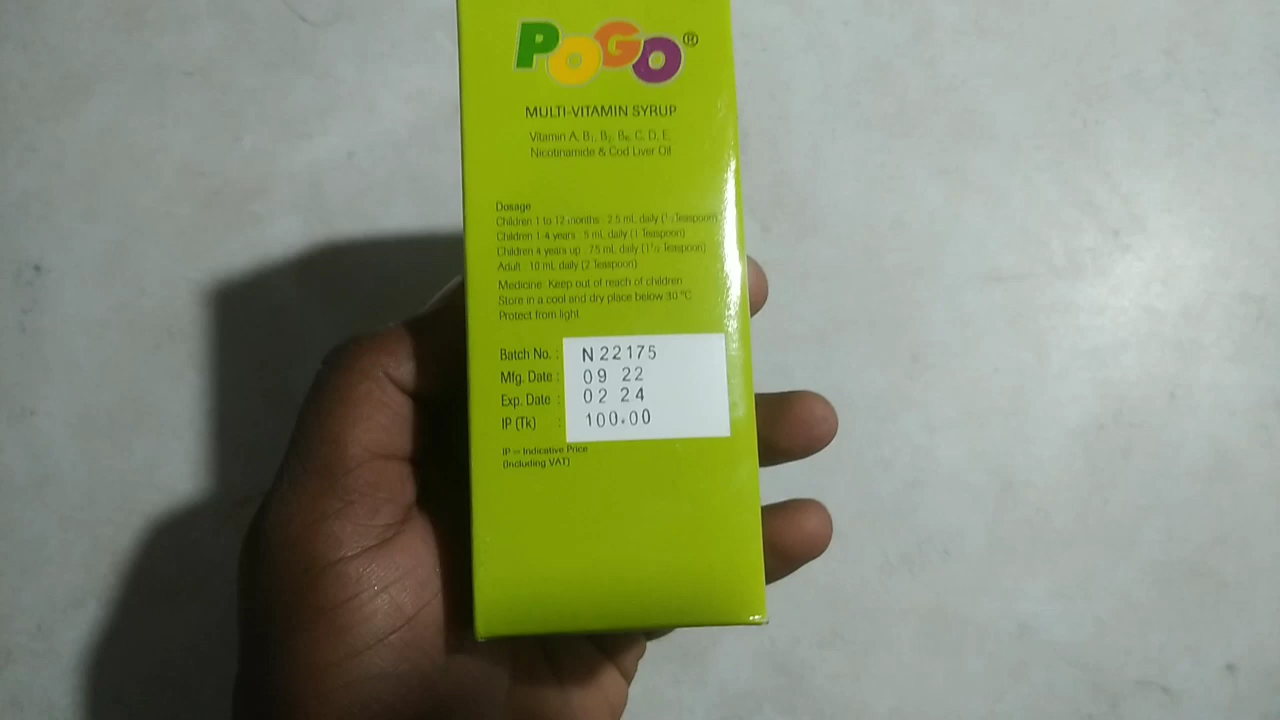 POGO®
MULTI-VITAMIN SYRUP
Vitamin A, B₁, B₂, B₆, C, D, E,
Nicotinamide & Cod Liver Oil
Dosage
Children 1 to 12 months : 2.5 mL daily (½ Teaspoon)
Children 1-4 years : 5 mL daily (1 Teaspoon)
Children 4 years up : 7.5 mL daily (1½ Teaspoon)
Adult : 10 mL daily (2 Teaspoon)
Medicine: Keep out of reach of children
Store in a cool and dry place below 30 °C
Protect from light
Batch No. : N22175
Mfg. Date : 09 22
Exp. Date : 02 24
IP (Tk) : 100.00
IP = Indicative Price
(Including VAT)